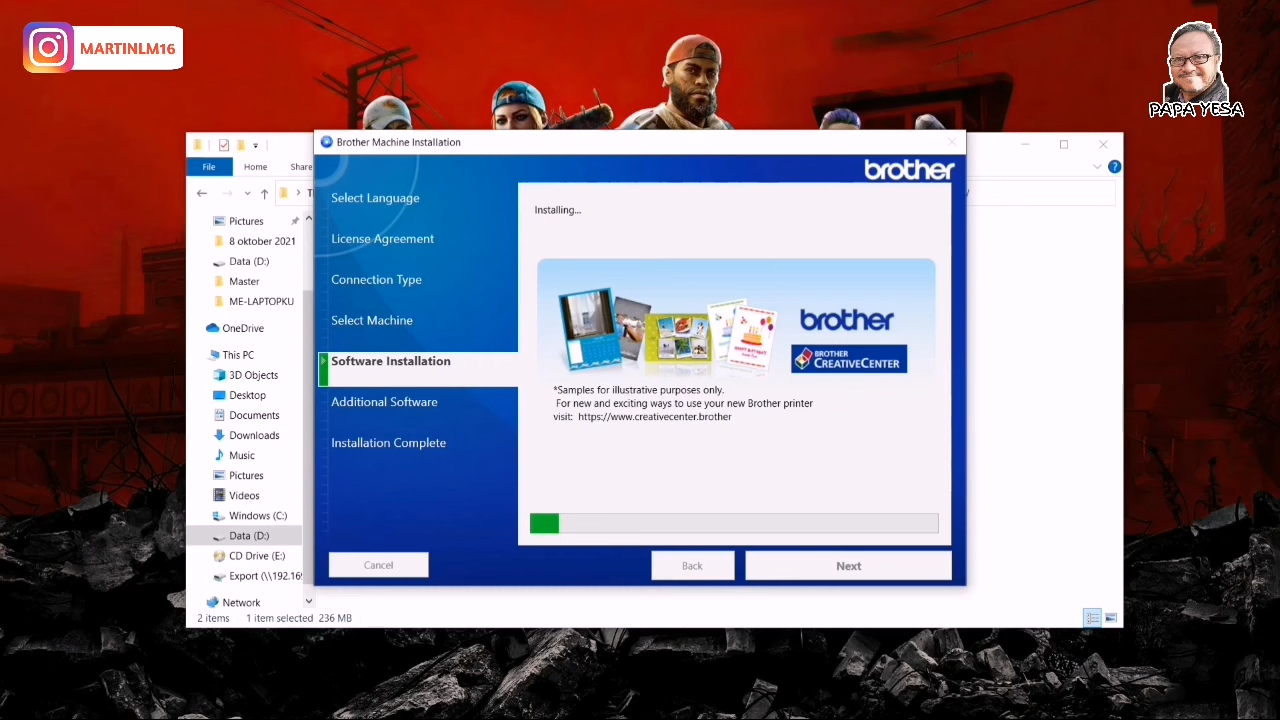 MARTINLM16
PAPA YESA
Brother Machine Installation
File
Home
Share
brother
Select Language
License Agreement
Connection Type
Select Machine
Software Installation
Additional Software
Installation Complete
Installing...
brother
BROTHER
CREATIVECENTER
*Samples for illustrative purposes only.
For new and exciting ways to use your new Brother printer
visit: https://www.creativecenter.brother
Cancel
Back
Next
Pictures
8 oktober 2021
Data (D:)
Master
ME-LAPTOPKU
OneDrive
This PC
3D Objects
Desktop
Documents
Downloads
Music
Pictures
Videos
Windows (C:)
Data (D:)
CD Drive (E:)
Export (\\192.16
Network
2 items 1 item selected 236 MB